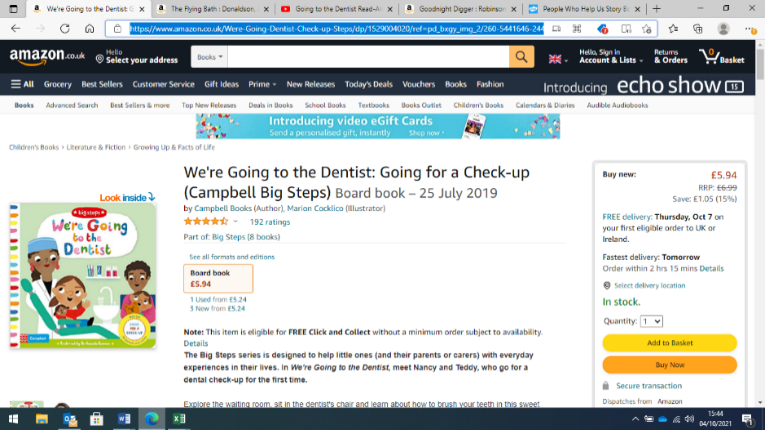 We're Going to the Dentist: G
The Flying Bath : Donaldson,
Going to the Dentist Read-Al
Goodnight Digger : Robinson
People Who Help Us Story B
https://www.amazon.co.uk/Were-Going-Dentist-Check-up-Steps/dp/1529004020/ref=pd_bxgy_img_2/260-5441646-244
amazon.co.uk
Hello
Select your address
Books
Hello, Sign in
Account & Lists
Returns
& Orders
0
Basket
All Grocery Best Sellers Customer Service Gift Ideas Prime New Releases Today's Deals Vouchers Books Fashion
Introducing echo show 15
Books Advanced Search Best Sellers & more Top New Releases Deals in Books School Books Textbooks Books Outlet Children's Books Calendars & Diaries Audible Audiobooks
Introducing video eGift Cards
Send a personalised gift, instantly Shop now ›
Children's Books › Literature & Fiction › Growing Up & Facts of Life
Look inside
big steps
We're Going
to the
Dentist
Campbell
We're Going to the Dentist: Going for a Check-up
(Campbell Big Steps) Board book – 25 July 2019
by Campbell Books (Author), Marion Cocklico (Illustrator)
192 ratings
Part of: Big Steps (8 books)
See all formats and editions
Board book
£5.94
1 Used from £5.24
3 New from £5.24
Note: This item is eligible for FREE Click and Collect without a minimum order subject to availability.
Details
The Big Steps series is designed to help little ones (and their parents or carers) with everyday
experiences in their lives. In We're Going to the Dentist, meet Nancy and Teddy, who go for a
dental check-up for the first time.
Explore the waiting room, sit in the dentist's chair and learn about how to brush your teeth in this sweet
Buy new: £5.94
RRP: £6.99
Save: £1.05 (15%)
FREE delivery: Thursday, Oct 7 on
your first eligible order to UK or
Ireland.
Fastest delivery: Tomorrow
Order within 2 hrs 15 mins Details
Select delivery location
In stock.
Quantity: 1
Add to Basket
Buy Now
Secure transaction
Dispatches from Amazon
15:44
04/10/2021